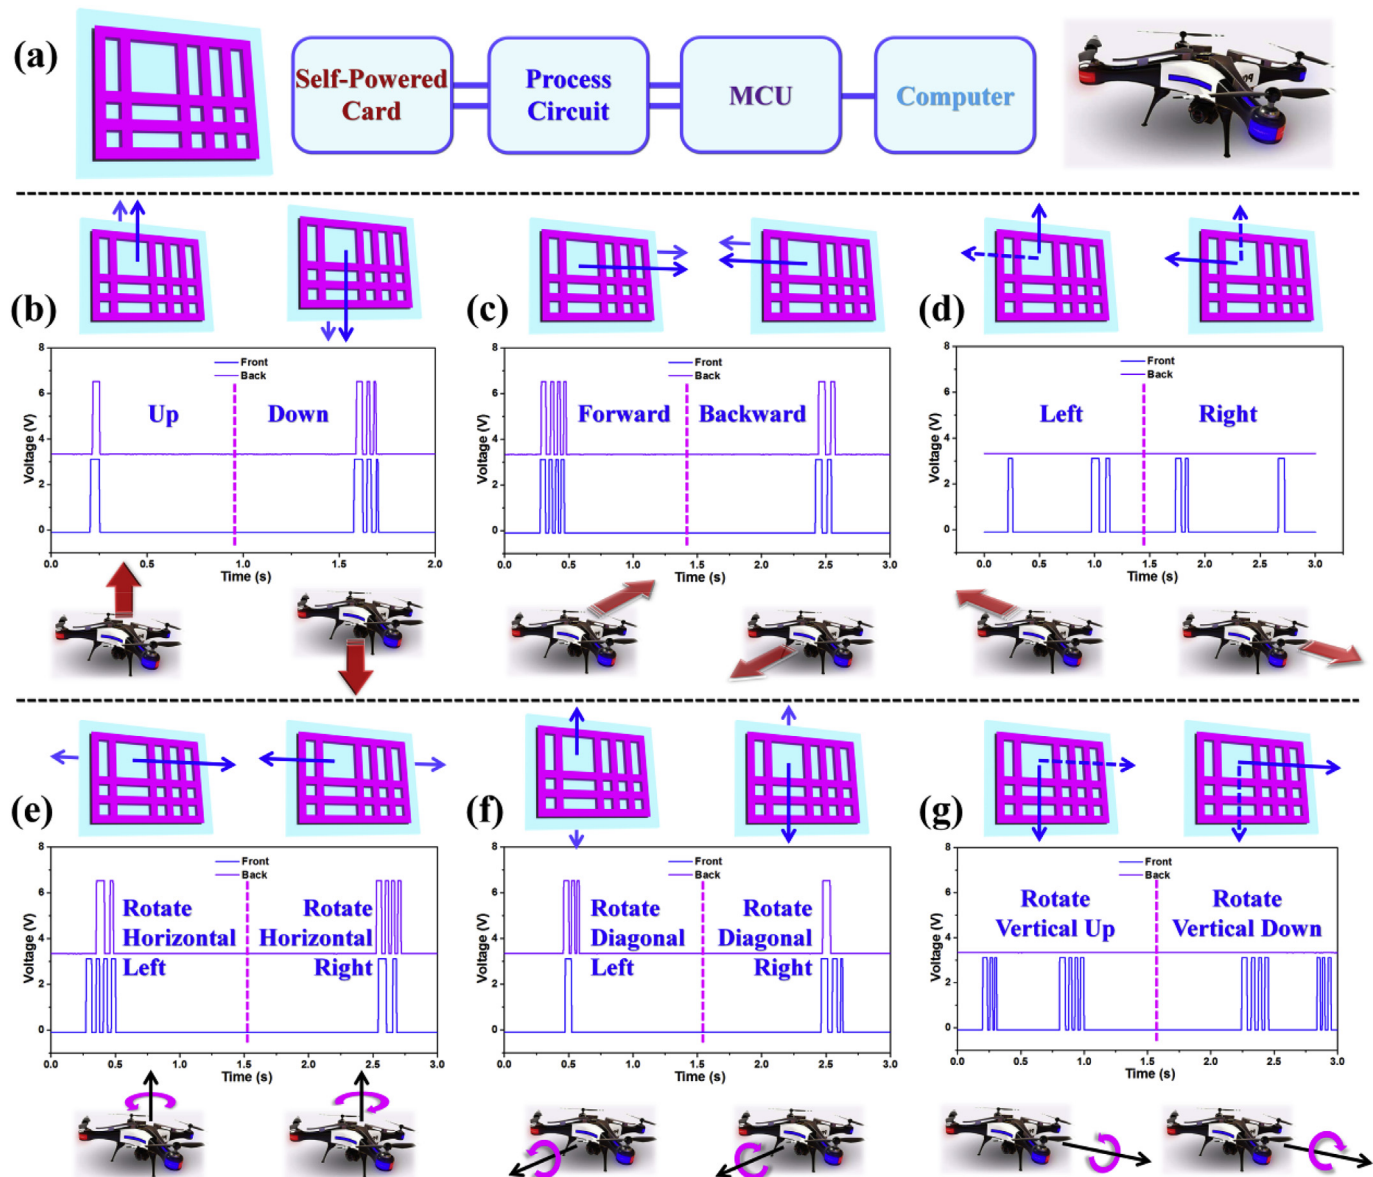 (a)
Self-Powered
Card
Process
Circuit
MCU
Computer
(b)
8
6
4
2
0
Voltage (V)
Front
Back
Up
Down
0.0 0.5 1.0 1.5 2.0
Time (s)
(c)
8
6
4
2
0
Voltage (V)
Front
Back
Forward
Backward
0.0 0.5 1.0 1.5 2.0 2.5 3.0
Time (s)
(d)
8
6
4
2
0
Voltage (V)
Front
Back
Left
Right
0.0 0.5 1.0 1.5 2.0 2.5 3.0
Time (s)
(e)
8
6
4
2
0
Voltage (V)
Front
Back
Rotate
Horizontal
Left
Rotate
Horizontal
Right
0.0 0.5 1.0 1.5 2.0 2.5 3.0
Time (s)
(f)
8
6
4
2
0
Voltage (V)
Front
Back
Rotate
Diagonal
Left
Rotate
Diagonal
Right
0.0 0.5 1.0 1.5 2.0 2.5 3.0
Time (s)
(g)
8
6
4
2
0
Voltage (V)
Front
Back
Rotate
Vertical Up
Rotate
Vertical Down
0.0 0.5 1.0 1.5 2.0 2.5 3.0
Time (s)